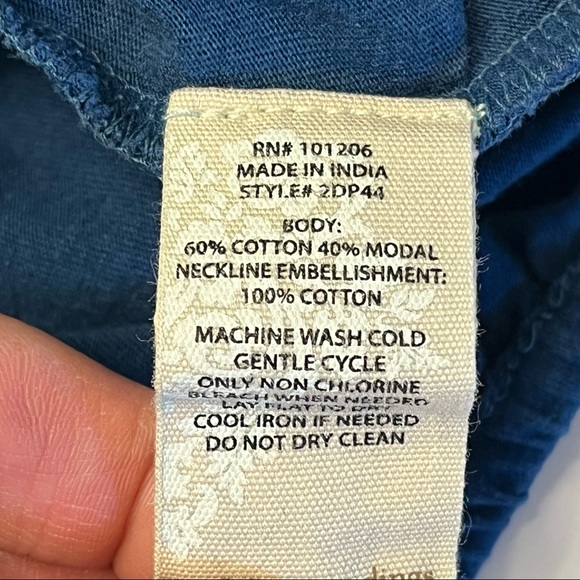 RN# 101206
MADE IN INDIA
STYLE# 2DP44
BODY:
60% COTTON 40% MODAL
NECKLINE EMBELLISHMENT:
100% COTTON
MACHINE WASH COLD
GENTLE CYCLE
ONLY NON CHLORINE
BLEACH WHEN NEEDED
LAY FLAT TO DRY
COOL IRON IF NEEDED
DO NOT DRY CLEAN